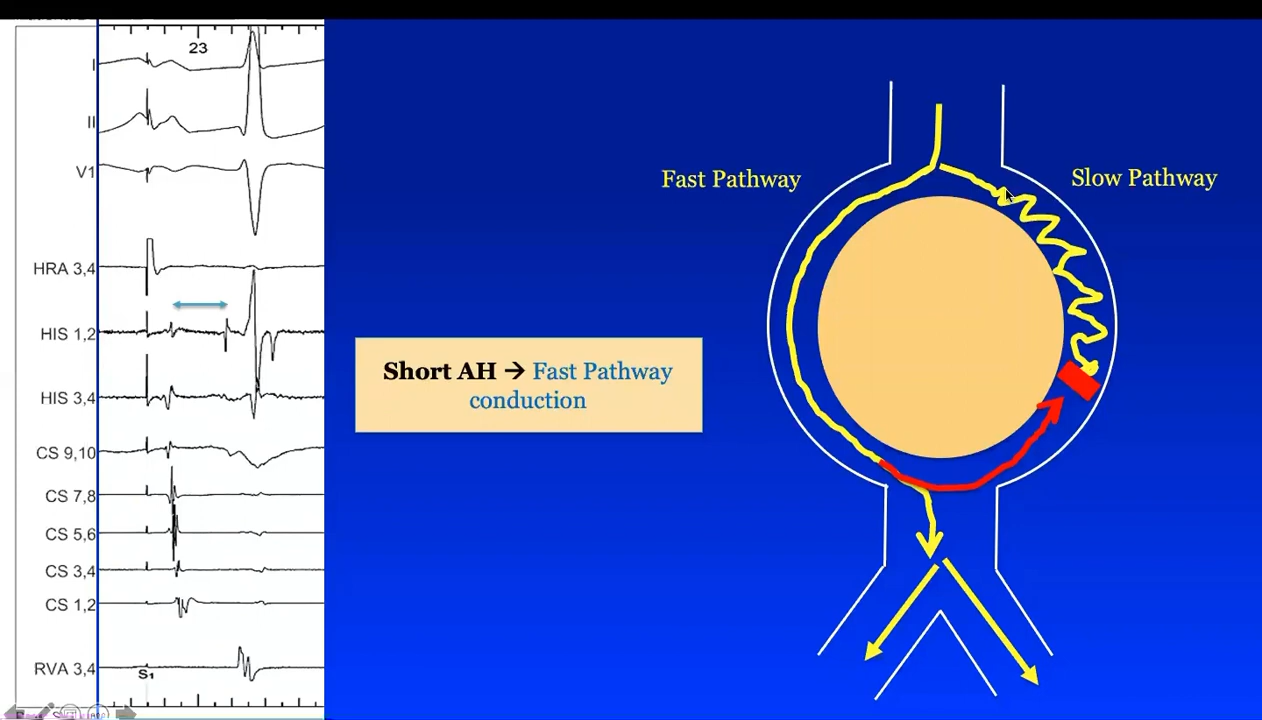 23
I
II
V1
HRA 3,4
HIS 1,2
HIS 3,4
CS 9,10
CS 7,8
CS 5,6
CS 3,4
CS 1,2
RVA 3,4
S1
Short AH → Fast Pathway
conduction
Fast Pathway
Slow Pathway